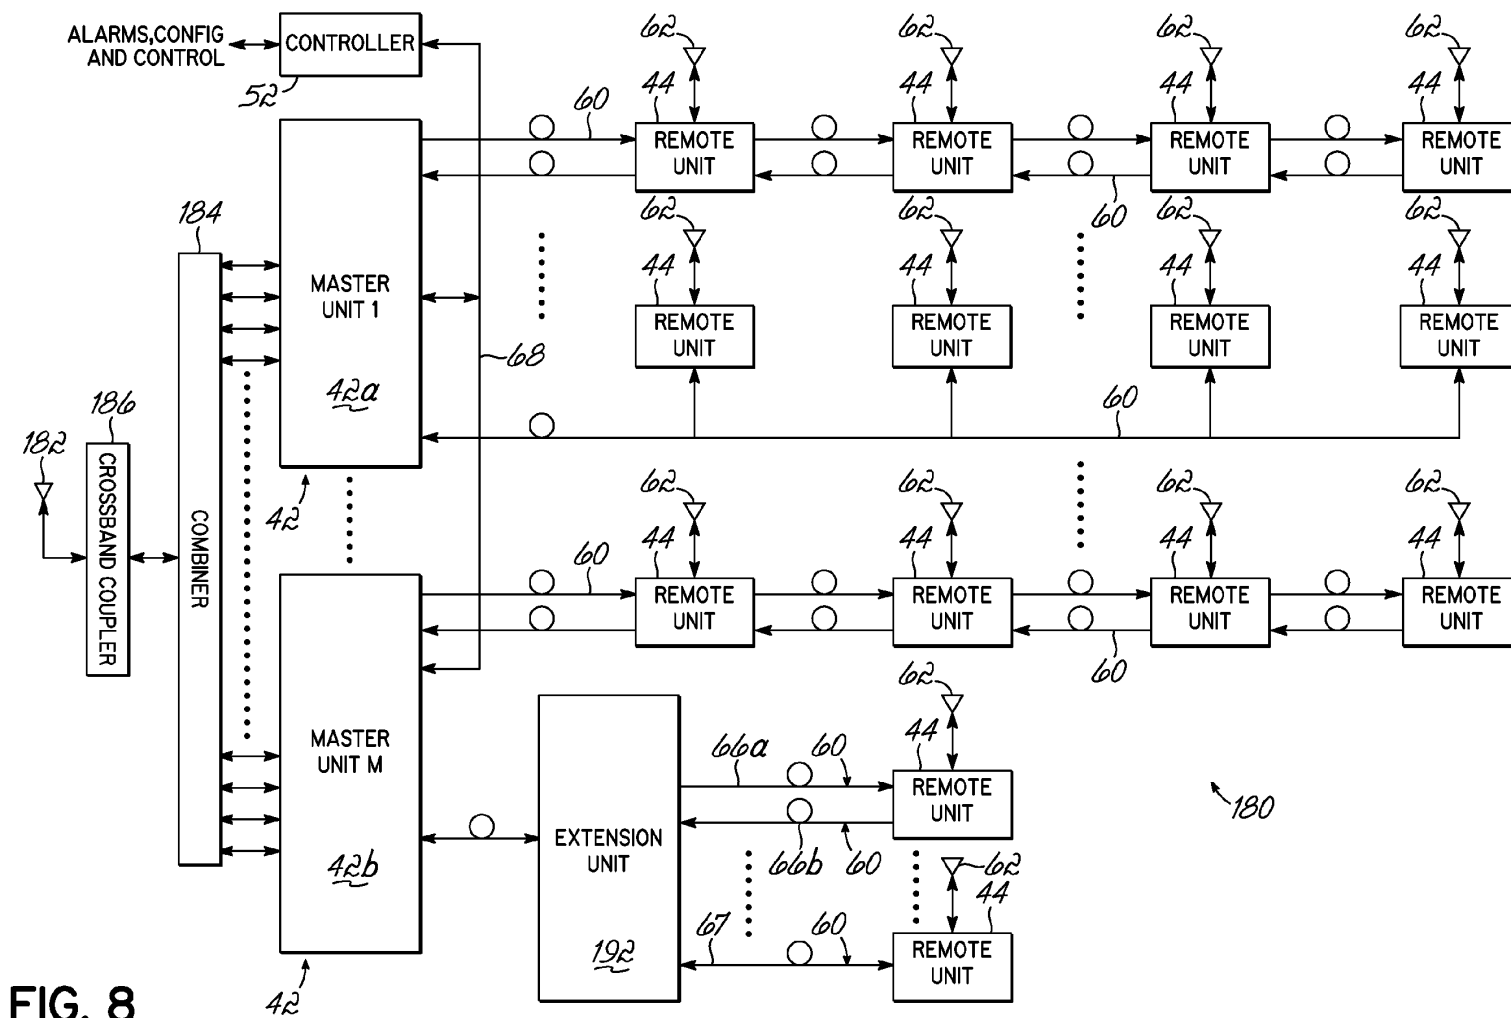 ALARMS,CONFIG
AND CONTROL
CONTROLLER
52
62
62
62
62
44
44
44
44
60
REMOTE
UNIT
REMOTE
UNIT
REMOTE
UNIT
REMOTE
UNIT
60
184
MASTER
UNIT 1
42a
42
68
62
62
62
62
44
44
44
44
REMOTE
UNIT
REMOTE
UNIT
REMOTE
UNIT
REMOTE
UNIT
60
182
186
CROSSBAND COUPLER
COMBINER
62
62
62
62
44
44
44
44
60
REMOTE
UNIT
REMOTE
UNIT
REMOTE
UNIT
REMOTE
UNIT
60
MASTER
UNIT M
42b
42
EXTENSION
UNIT
192
62
44
66a
60
REMOTE
UNIT
66b
60
62
44
67
60
REMOTE
UNIT
180
FIG. 8